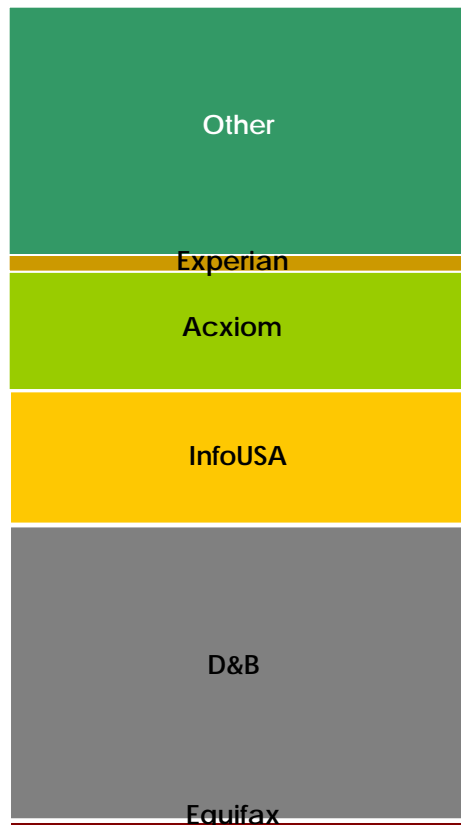 Other
Experian
Acxiom
InfoUSA
D&B
Equifax